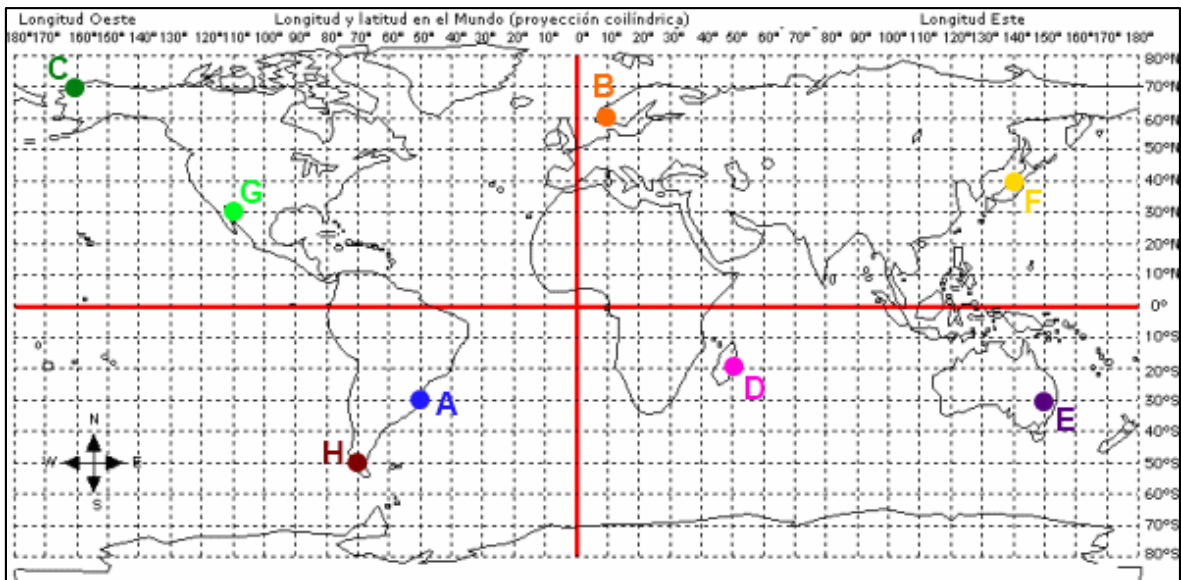 Longitud Oeste Longitud y latitud en el Mundo (proyección coilíndrica) Longitud Este
180°170°160°150°140°130°120°110°100° 90° 80° 70° 60° 50° 40° 30° 20° 10° 0° 10° 20° 30° 40° 50° 60° 70° 80° 90° 100°110°120°130°140°150°160°170° 180°
80°N
C
B
70°N
60°N
50°N
40°N
F
G
30°N
20°N
10°N
0°
10°S
20°S
D
A
30°S
E
40°S
N
H
W E
50°S
S
60°S
70°S
80°S